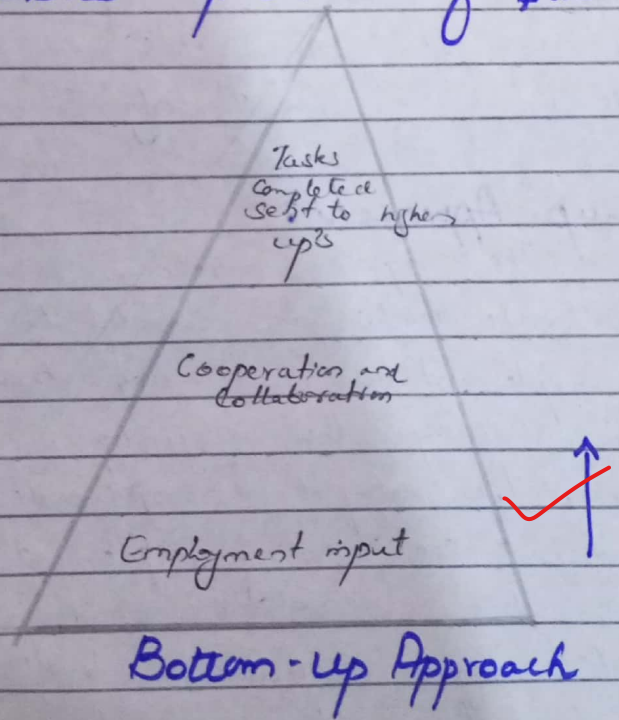 Tasks
Completed
sent to higher
up's
Cooperation and
Collaboration
Employment input
Bottom-up Approach